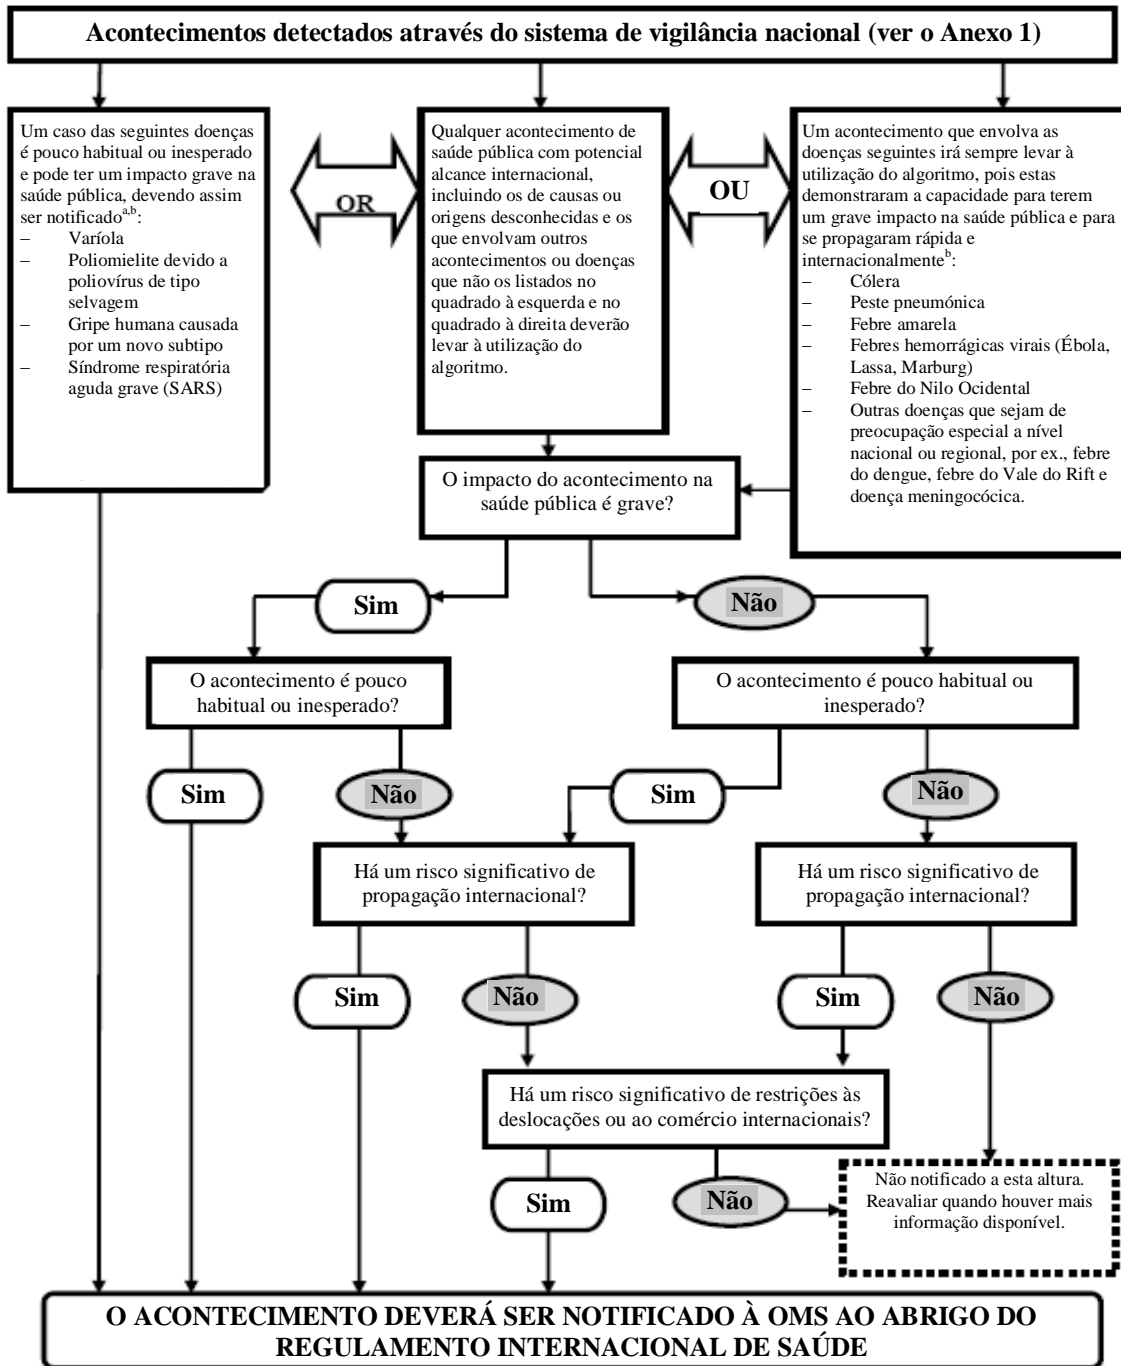 Acontecimentos detectados através do sistema de vigilância nacional (ver o Anexo 1)
Um caso das seguintes doenças
é pouco habitual ou inesperado
e pode ter um impacto grave na
saúde pública, devendo assim
ser notificado a,b:
– Varíola
– Poliomielite devido a
poliovírus de tipo
selvagem
– Gripe humana causada
por um novo subtipo
– Síndrome respiratória
aguda grave (SARS)
OR
Qualquer acontecimento de
saúde pública com potencial
alcance internacional,
incluindo os de causas ou
origens desconhecidas e os
que envolvam outros
acontecimentos ou doenças
que não os listados no
quadrado à esquerda e no
quadrado à direita deverão
levar à utilização do
algoritmo.
OU
Um acontecimento que envolva as
doenças seguintes irá sempre levar à
utilização do algoritmo, pois estas
demonstraram a capacidade para terem
um grave impacto na saúde pública e para
se propagaram rápida e
internacionalmente b:
– Cólera
– Peste pneumónica
– Febre amarela
– Febres hemorrágicas virais (Ébola,
Lassa, Marburg)
– Febre do Nilo Ocidental
– Outras doenças que sejam de
preocupação especial a nível
nacional ou regional, por ex., febre
do dengue, febre do Vale do Rift e
doença meningocócica.
O impacto do acontecimento na
saúde pública é grave?
Sim
Não
O acontecimento é pouco
habitual ou inesperado?
O acontecimento é pouco habitual ou
inesperado?
Sim
Não
Sim
Não
Há um risco significativo de
propagação internacional?
Há um risco significativo de
propagação internacional?
Sim
Não
Sim
Não
Há um risco significativo de restrições às
deslocações ou ao comércio internacionais?
Sim
Não
Não notificado a esta altura.
Reavaliar quando houver mais
informação disponível.
O ACONTECIMENTO DEVERÁ SER NOTIFICADO À OMS AO ABRIGO DO
REGULAMENTO INTERNACIONAL DE SAÚDE